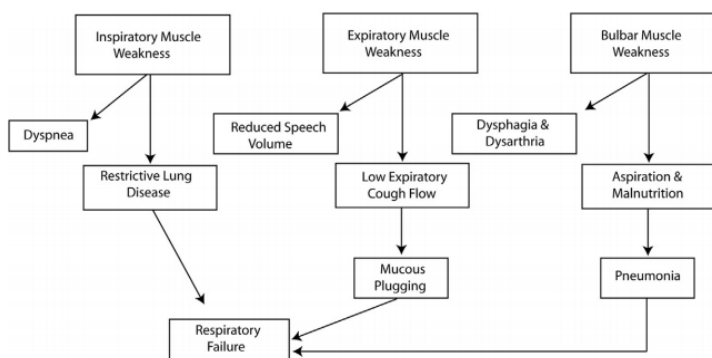 Inspiratory Muscle
Weakness
Expiratory Muscle
Weakness
Bulbar Muscle
Weakness
Dyspnea
Reduced Speech
Volume
Dysphagia &
Dysarthria
Restrictive Lung
Disease
Low Expiratory
Cough Flow
Aspiration &
Malnutrition
Mucous
Plugging
Pneumonia
Respiratory
Failure